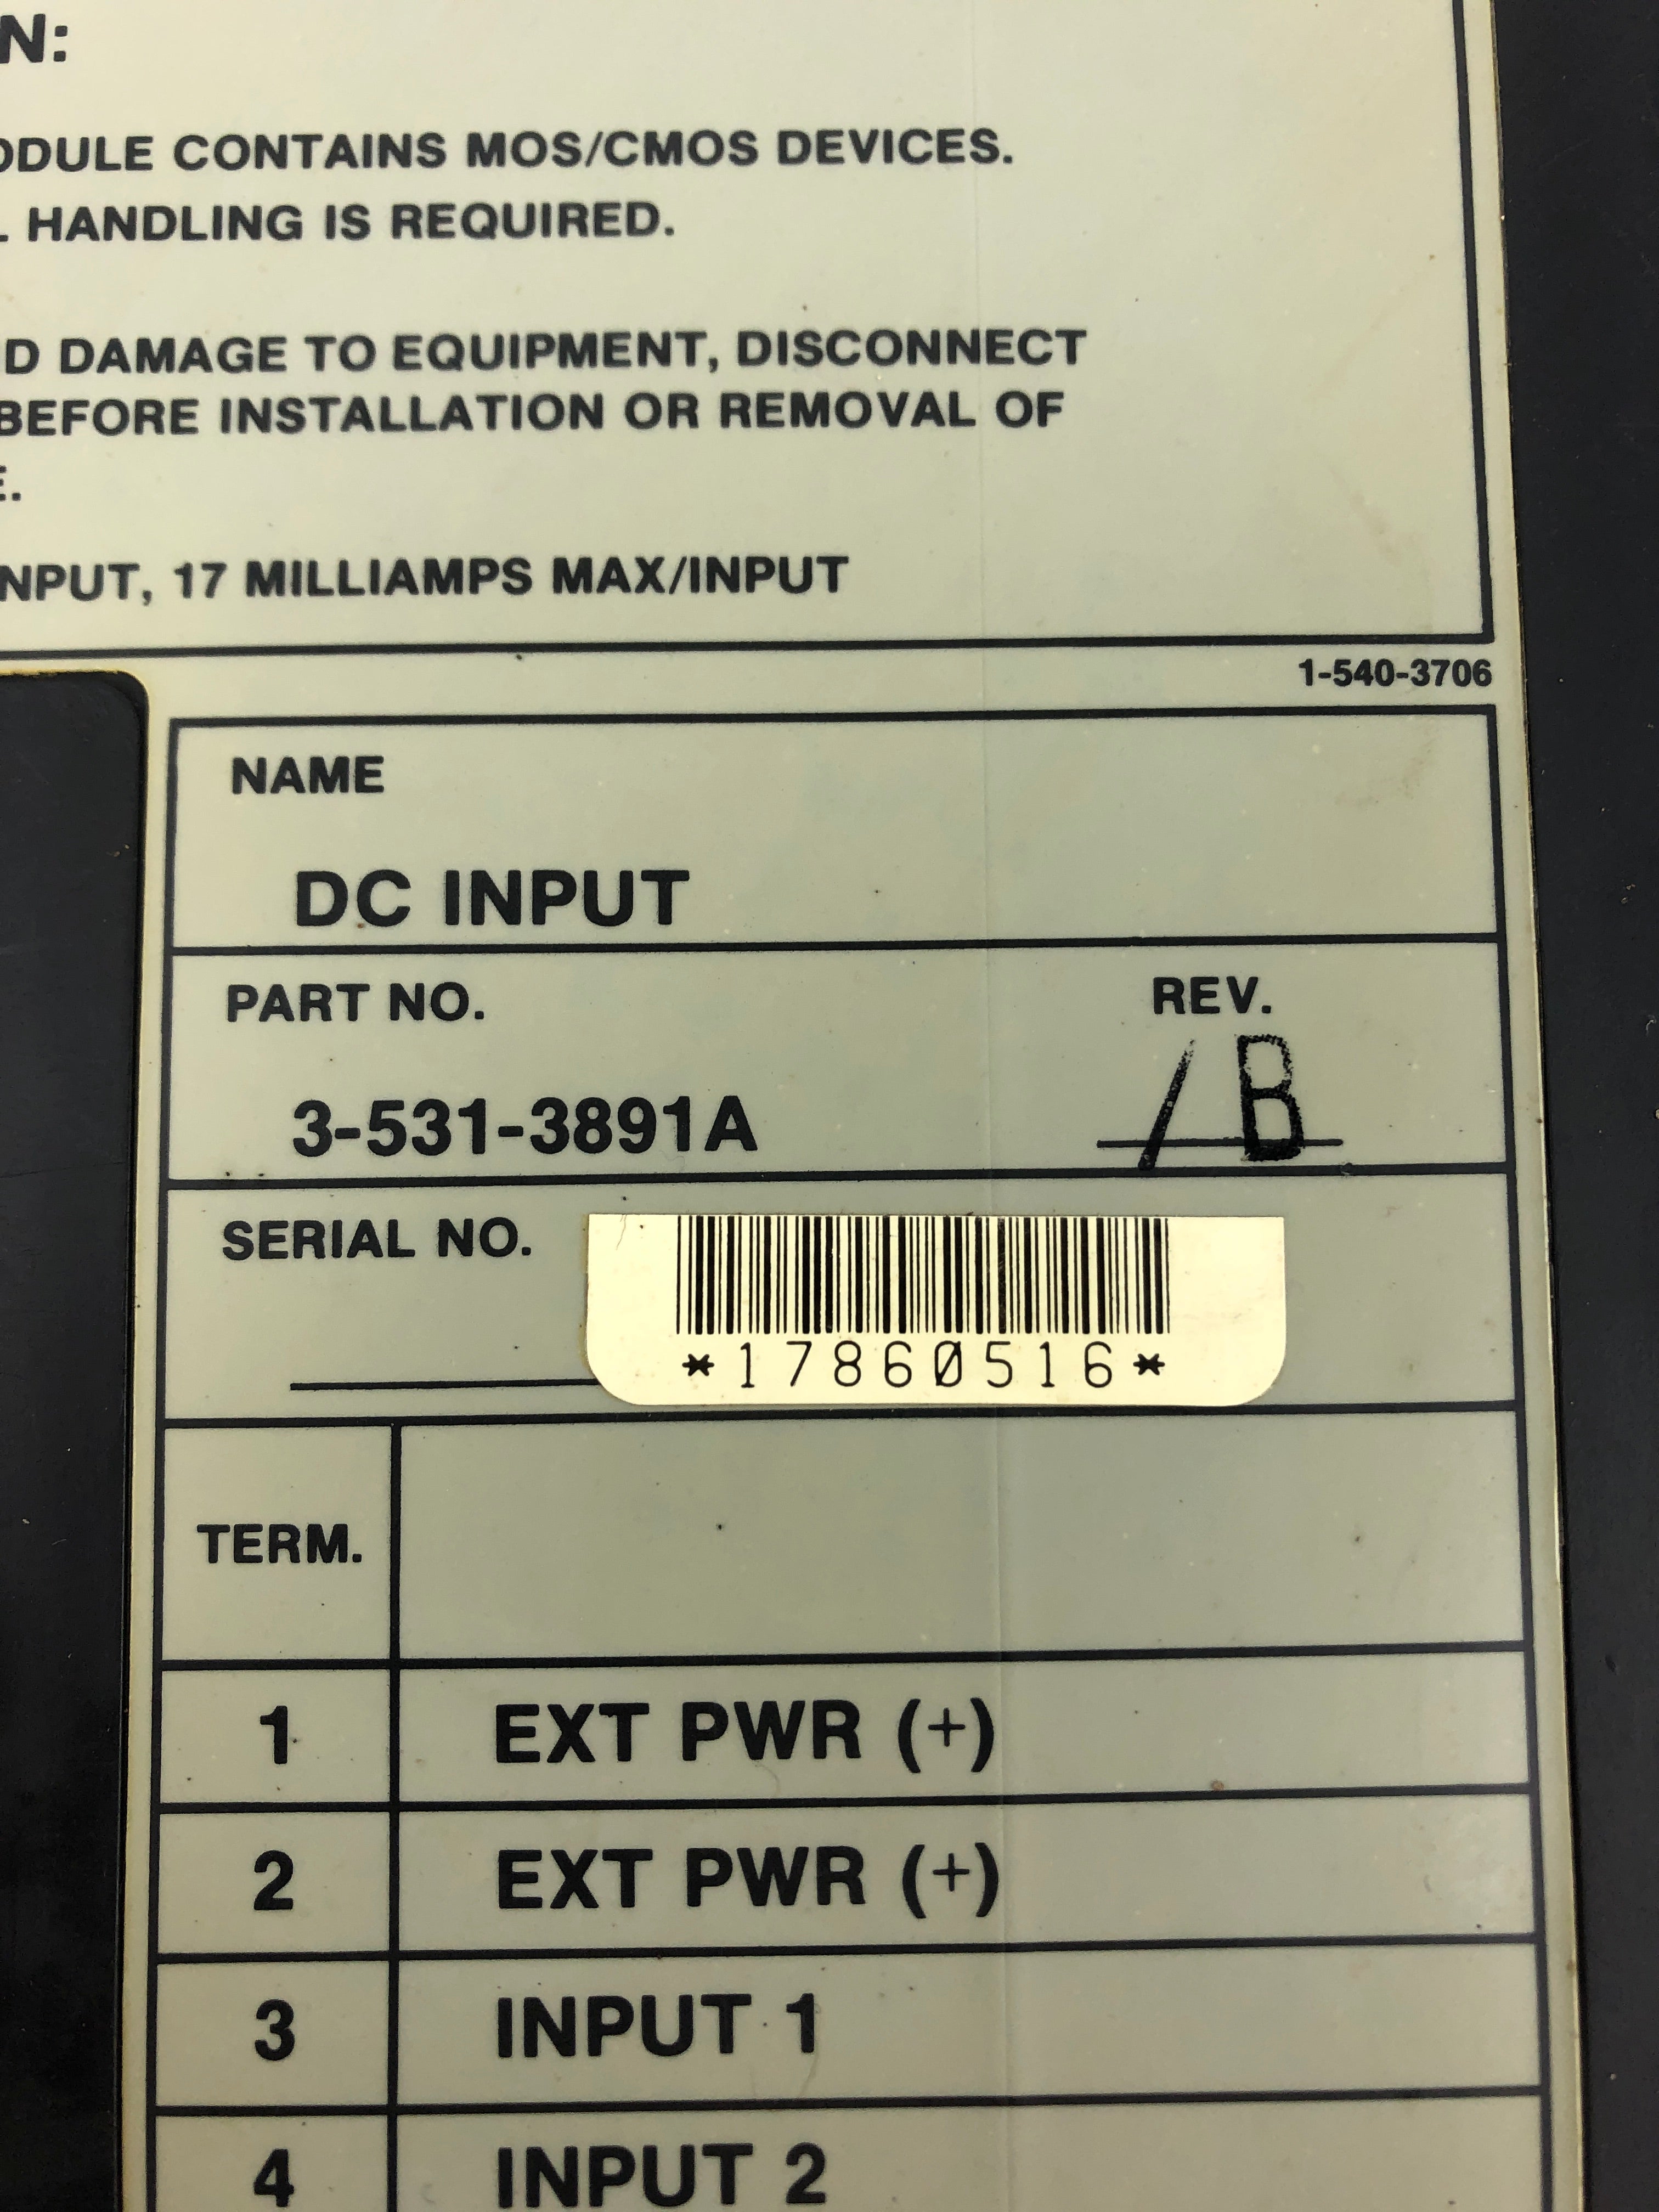 N:
ODULE CONTAINS MOS/CMOS DEVICES.
L HANDLING IS REQUIRED.
D DAMAGE TO EQUIPMENT, DISCONNECT
BEFORE INSTALLATION OR REMOVAL OF
E.
NPUT, 17 MILLIAMPS MAX/INPUT
1-540-3706
NAME
DC INPUT
PART NO.
REV.
3-531-3891A
/B
SERIAL NO.
*17860516*
TERM.
1 EXT PWR (+)
2 EXT PWR (+)
3 INPUT 1
4 INPUT 2